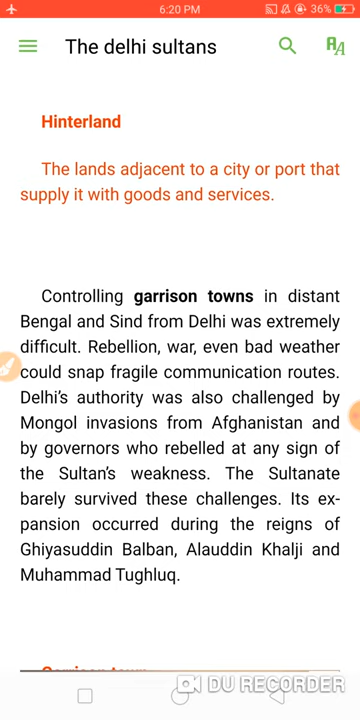 6:20 PM 36%
The delhi sultans
Hinterland
The lands adjacent to a city or port that
supply it with goods and services.
Controlling garrison towns in distant
Bengal and Sind from Delhi was extremely
difficult. Rebellion, war, even bad weather
could snap fragile communication routes.
Delhi's authority was also challenged by
Mongol invasions from Afghanistan and
by governors who rebelled at any sign of
the Sultan's weakness. The Sultanate
barely survived these challenges. Its ex-
pansion occurred during the reigns of
Ghiyasuddin Balban, Alauddin Khalji and
Muhammad Tughluq.
DU RECORDER